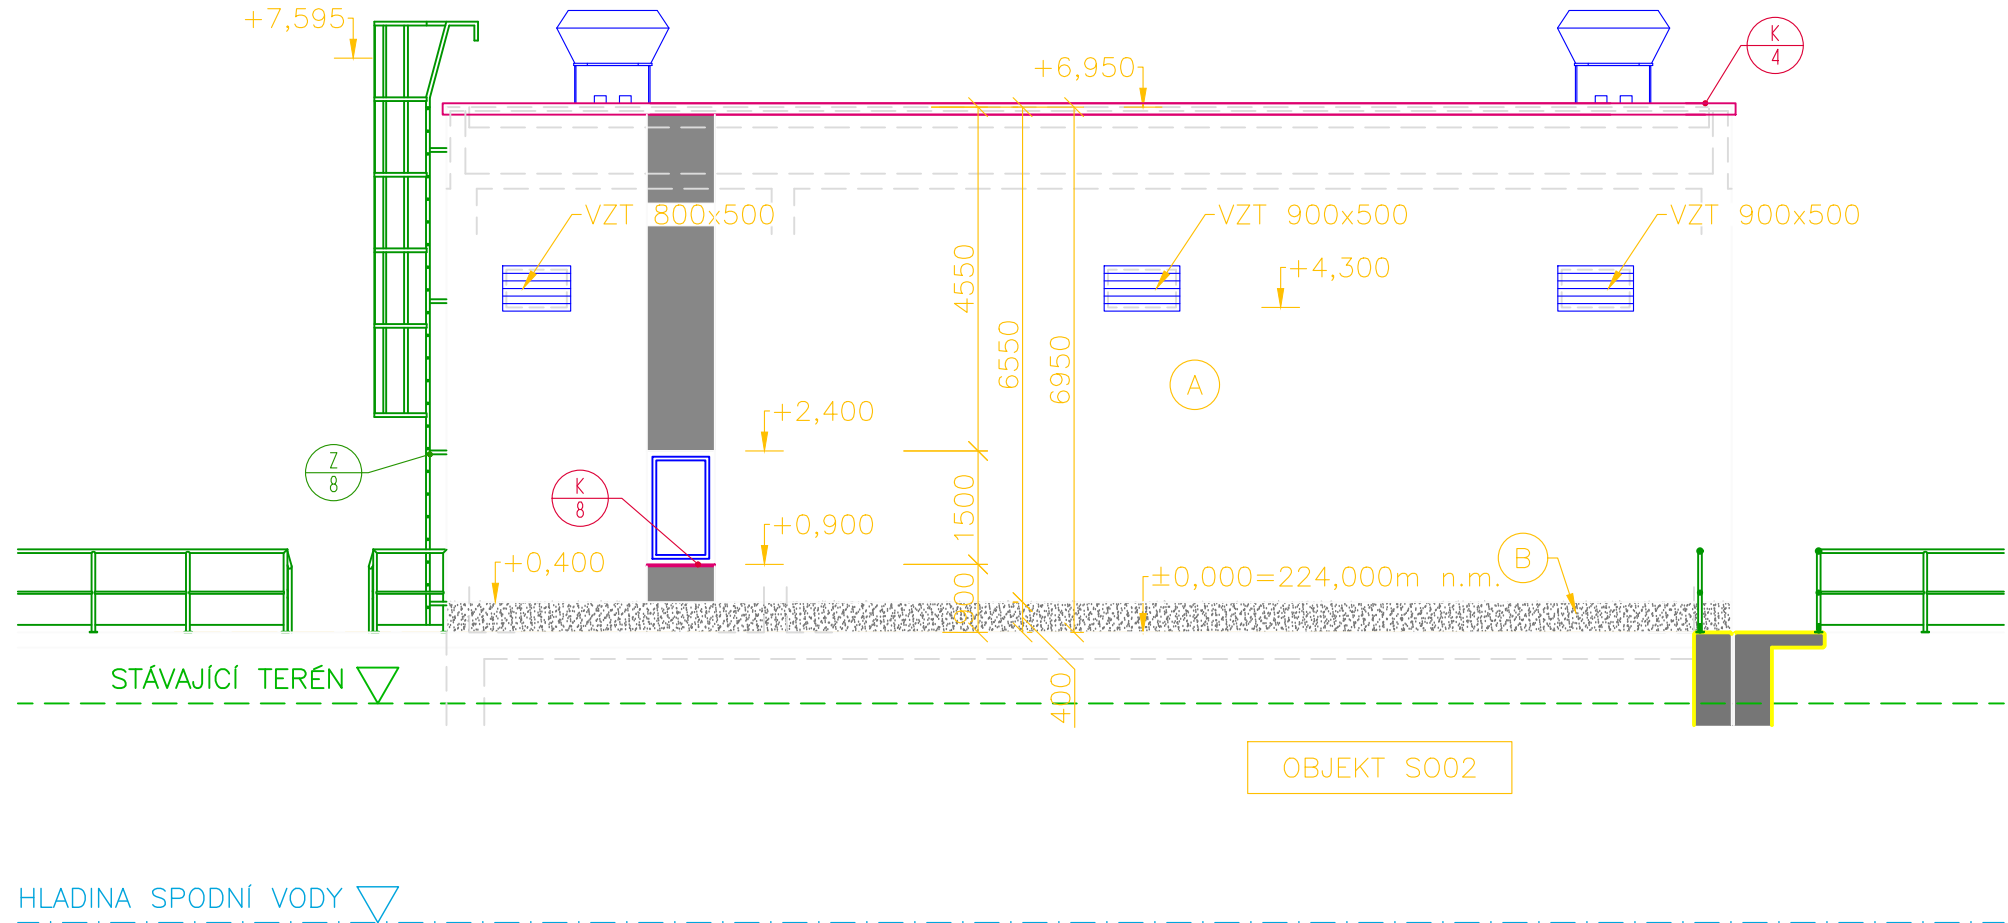 +7,595
K
4
+6,950
VZT 800x500
VZT 900x500
VZT 900x500
+4,300
4550
6550
6950
A
+2,400
Z
8
K
8
1500
+0,900
B
+0,400
±0,000=224,000m n.m.
900
STÁVAJÍCÍ TERÉN
400
OBJEKT SO02
HLADINA SPODNÍ VODY